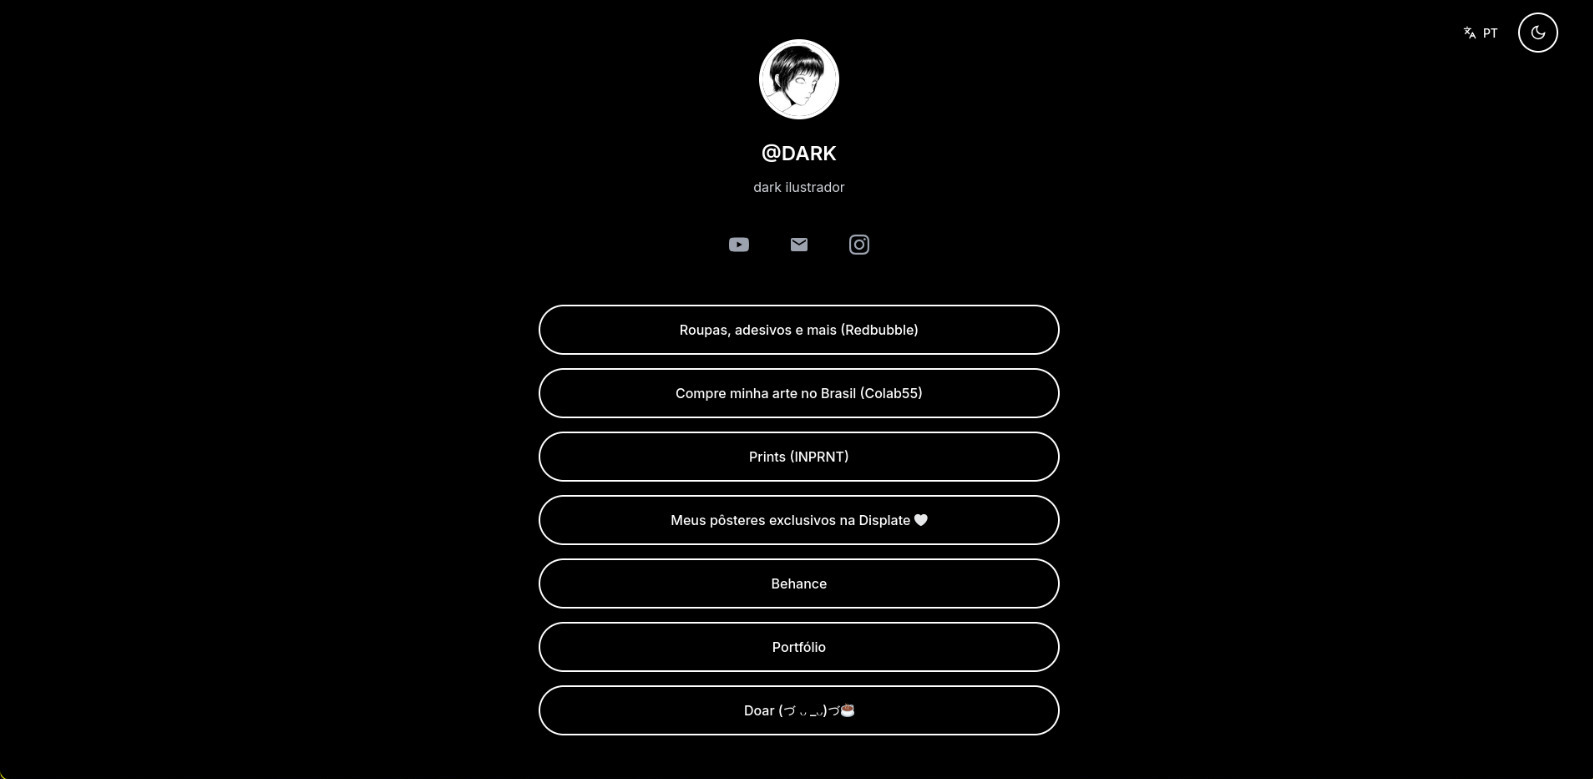 PT
@DARK
dark ilustrador
Roupas, adesivos e mais (Redbubble)
Compre minha arte no Brasil (Colab55)
Prints (INPRNT)
Meus pôsteres exclusivos na Displate 🤍
Behance
Portfólio
Doar (づ ᴗ _ᴗ)づ☕